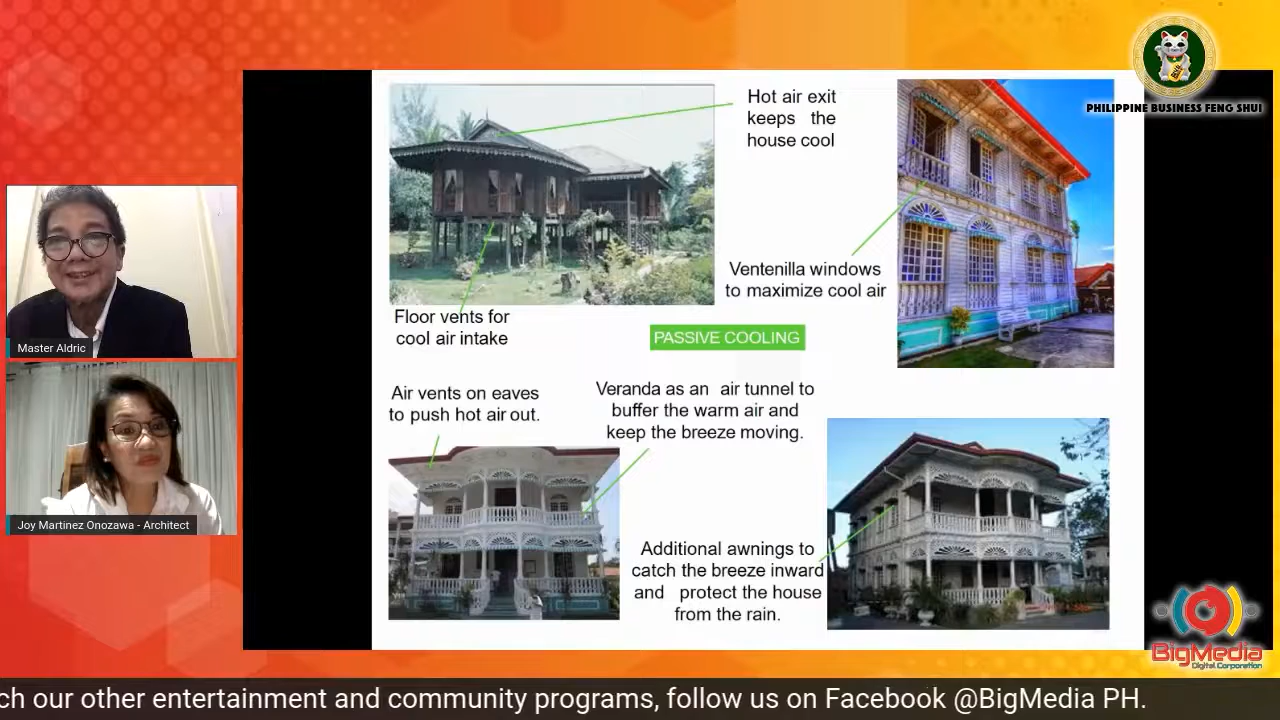 PHILIPPINE BUSINESS FENG SHUI
Hot air exit
keeps the
house cool
Ventenilla windows
to maximize cool air
Floor vents for
cool air intake
PASSIVE COOLING
Master Aldric
Air vents on eaves
to push hot air out.
Veranda as an air tunnel to
buffer the warm air and
keep the breeze moving.
Joy Martinez Onozawa - Architect
Additional awnings to
catch the breeze inward
and protect the house
from the rain.
BigMedia
Digital Corporation
ch our other entertainment and community programs, follow us on Facebook @BigMedia PH.